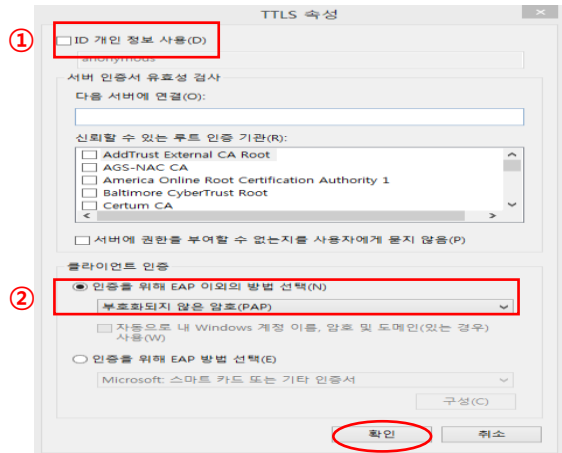 TTLS 속성
①
ID 개인 정보 사용(D)
anonymous
서버 인증서 유효성 검사
다음 서버에 연결(O):
신뢰할 수 있는 루트 인증 기관(R):
AddTrust External CA Root
AGS-NAC CA
America Online Root Certification Authority 1
Baltimore CyberTrust Root
Certum CA
서버에 권한를 부여할 수 없는지를 사용자에게 묻지 않음(P)
클라이언트 인증
②
인증를 위해 EAP 이외의 방법 선택(N)
부호화되지 않은 암호(PAP)
자동으로 내 Windows 계정 이름, 암호 및 도메인(있는 경우)
사용(W)
인증를 위해 EAP 방법 선택(E)
Microsoft: 스마트 카드 또는 기타 인증서
구성(C)
확인
취소